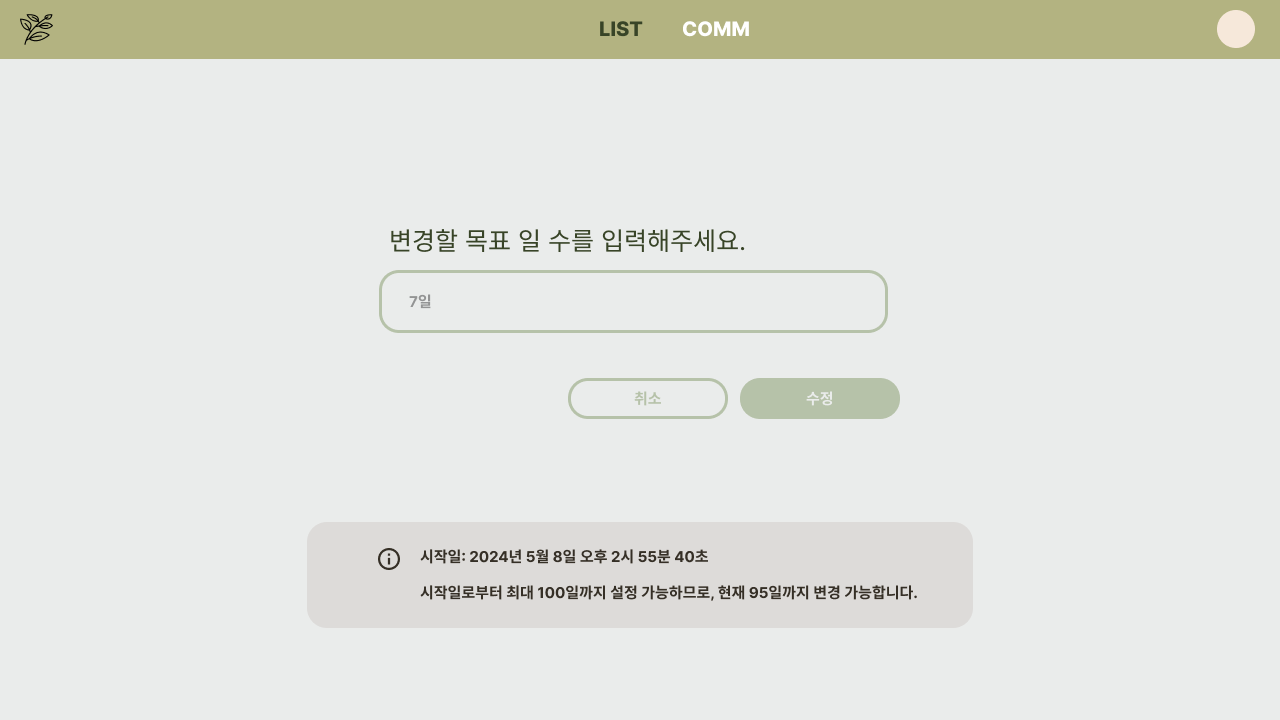 LIST COMM
변경할 목표 일 수를 입력해주세요.
7일
취소 수정
시작일: 2024년 5월 8일 오후 2시 55분 40초
시작일로부터 최대 100일까지 설정 가능하므로, 현재 95일까지 변경 가능합니다.